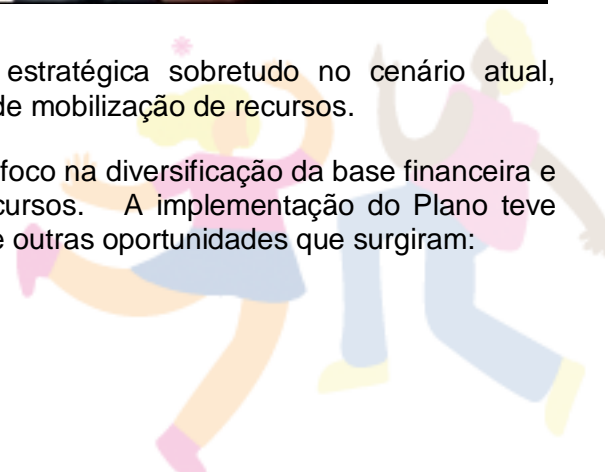 estratégica sobretudo no cenário atual,
de mobilização de recursos.
foco na diversificação da base financeira e
cursos. A implementação do Plano teve
e outras oportunidades que surgiram: